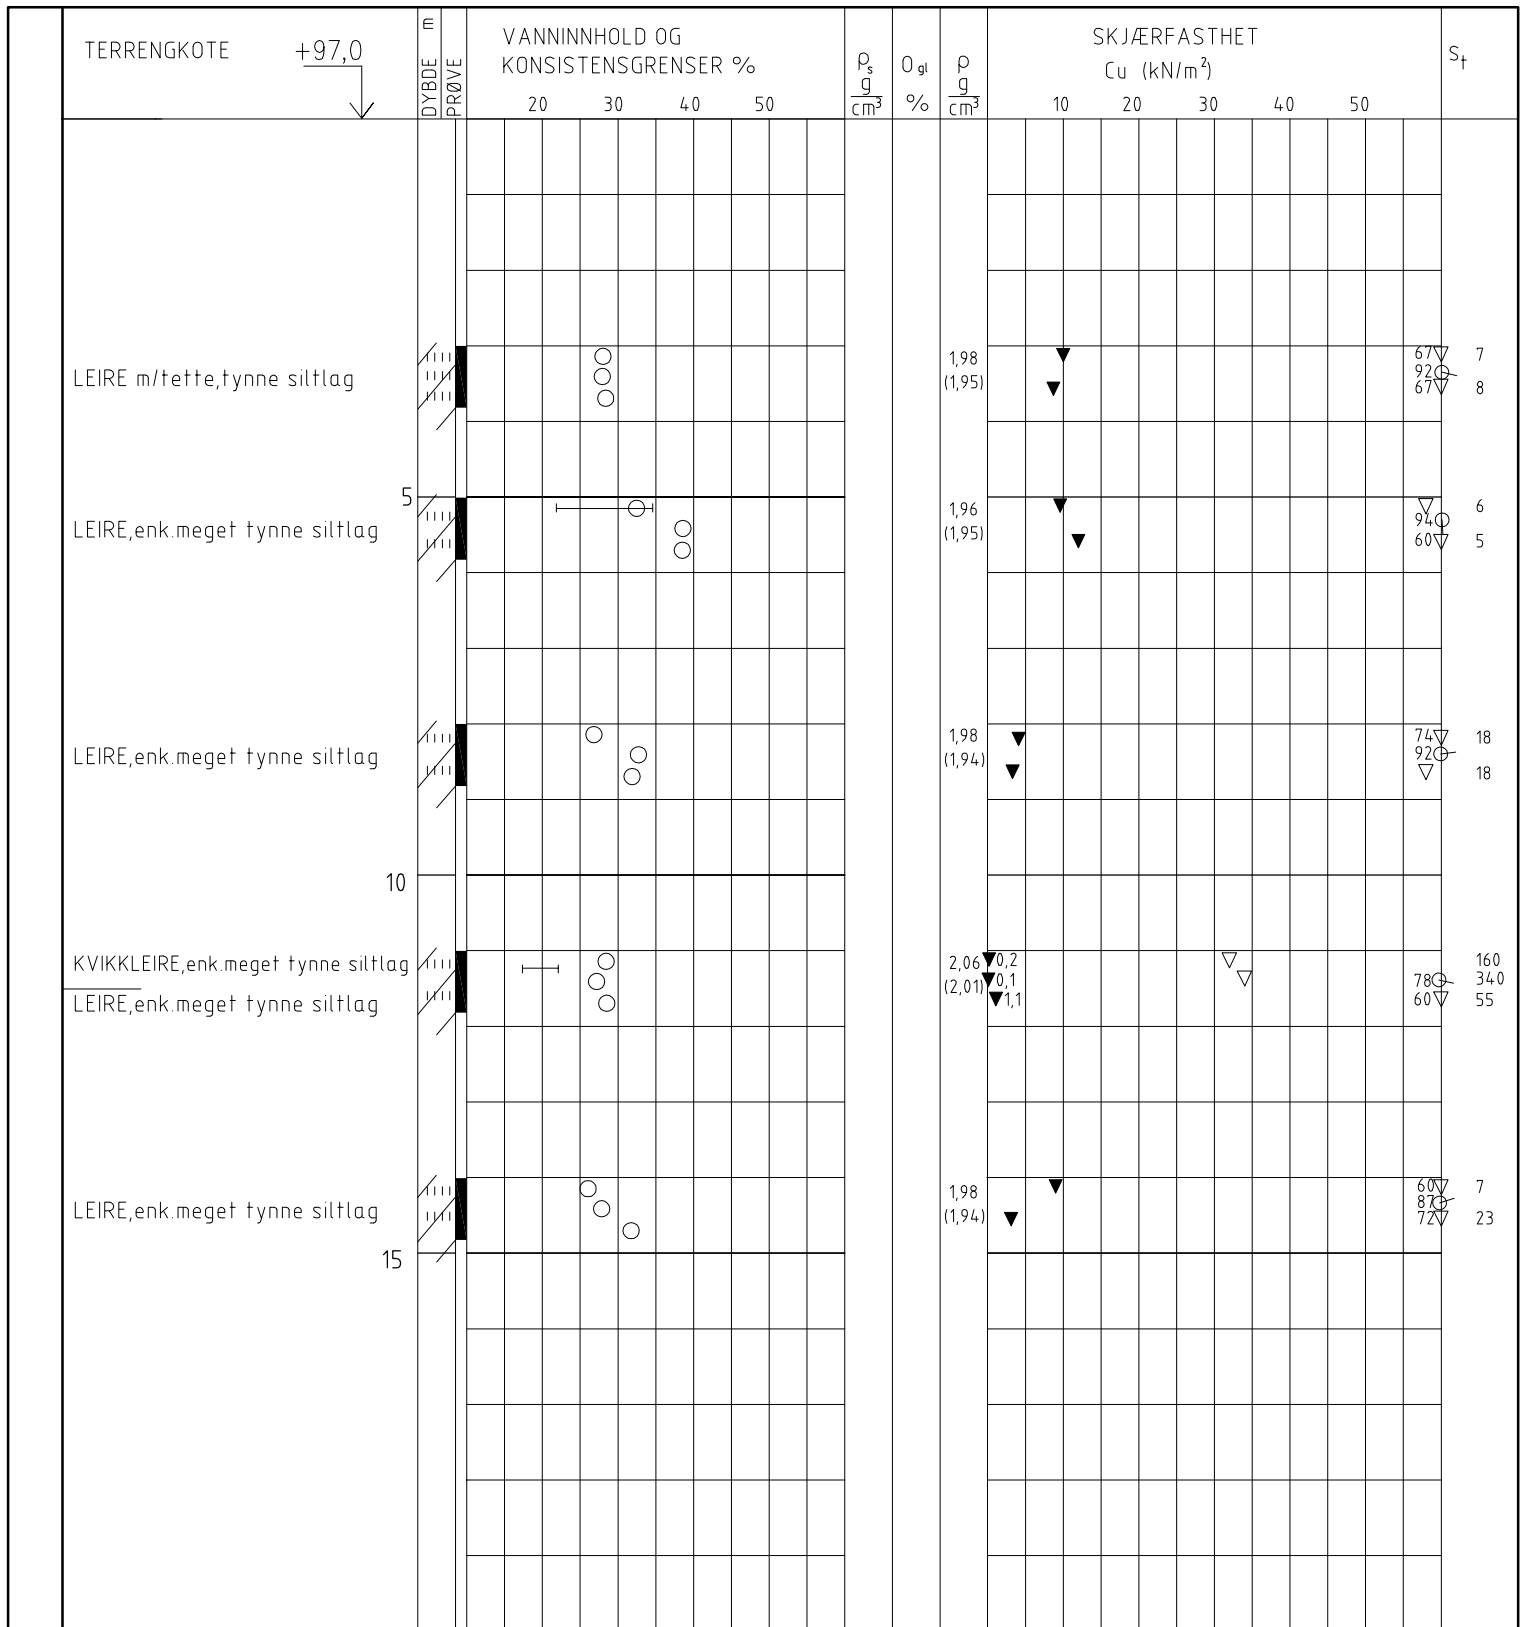 TERRENGKOTE +97,0
DYBDE m
PRØVE
VANNINNHOLD OG
KONSISTENSGRENSER %
20 30 40 50
ρs g/cm³
O gl %
ρ g/cm³
SKJÆRFASTHET
Cu (kN/m²)
10 20 30 40 50
St
1,98 67 7
LEIRE m/tette,tynne siltlag (1,95) 92
67 8
5
1,96 6
LEIRE,enk.meget tynne siltlag (1,95) 94
60 5
1,98 74 18
LEIRE,enk.meget tynne siltlag (1,94) 92
18
10
KVIKKLEIRE,enk.meget tynne siltlag 2,06 0,2 160
(2,01) 0,1 78 340
LEIRE,enk.meget tynne siltlag 1,1 60 55
1,98 60 7
87
LEIRE,enk.meget tynne siltlag (1,94) 72 23
15